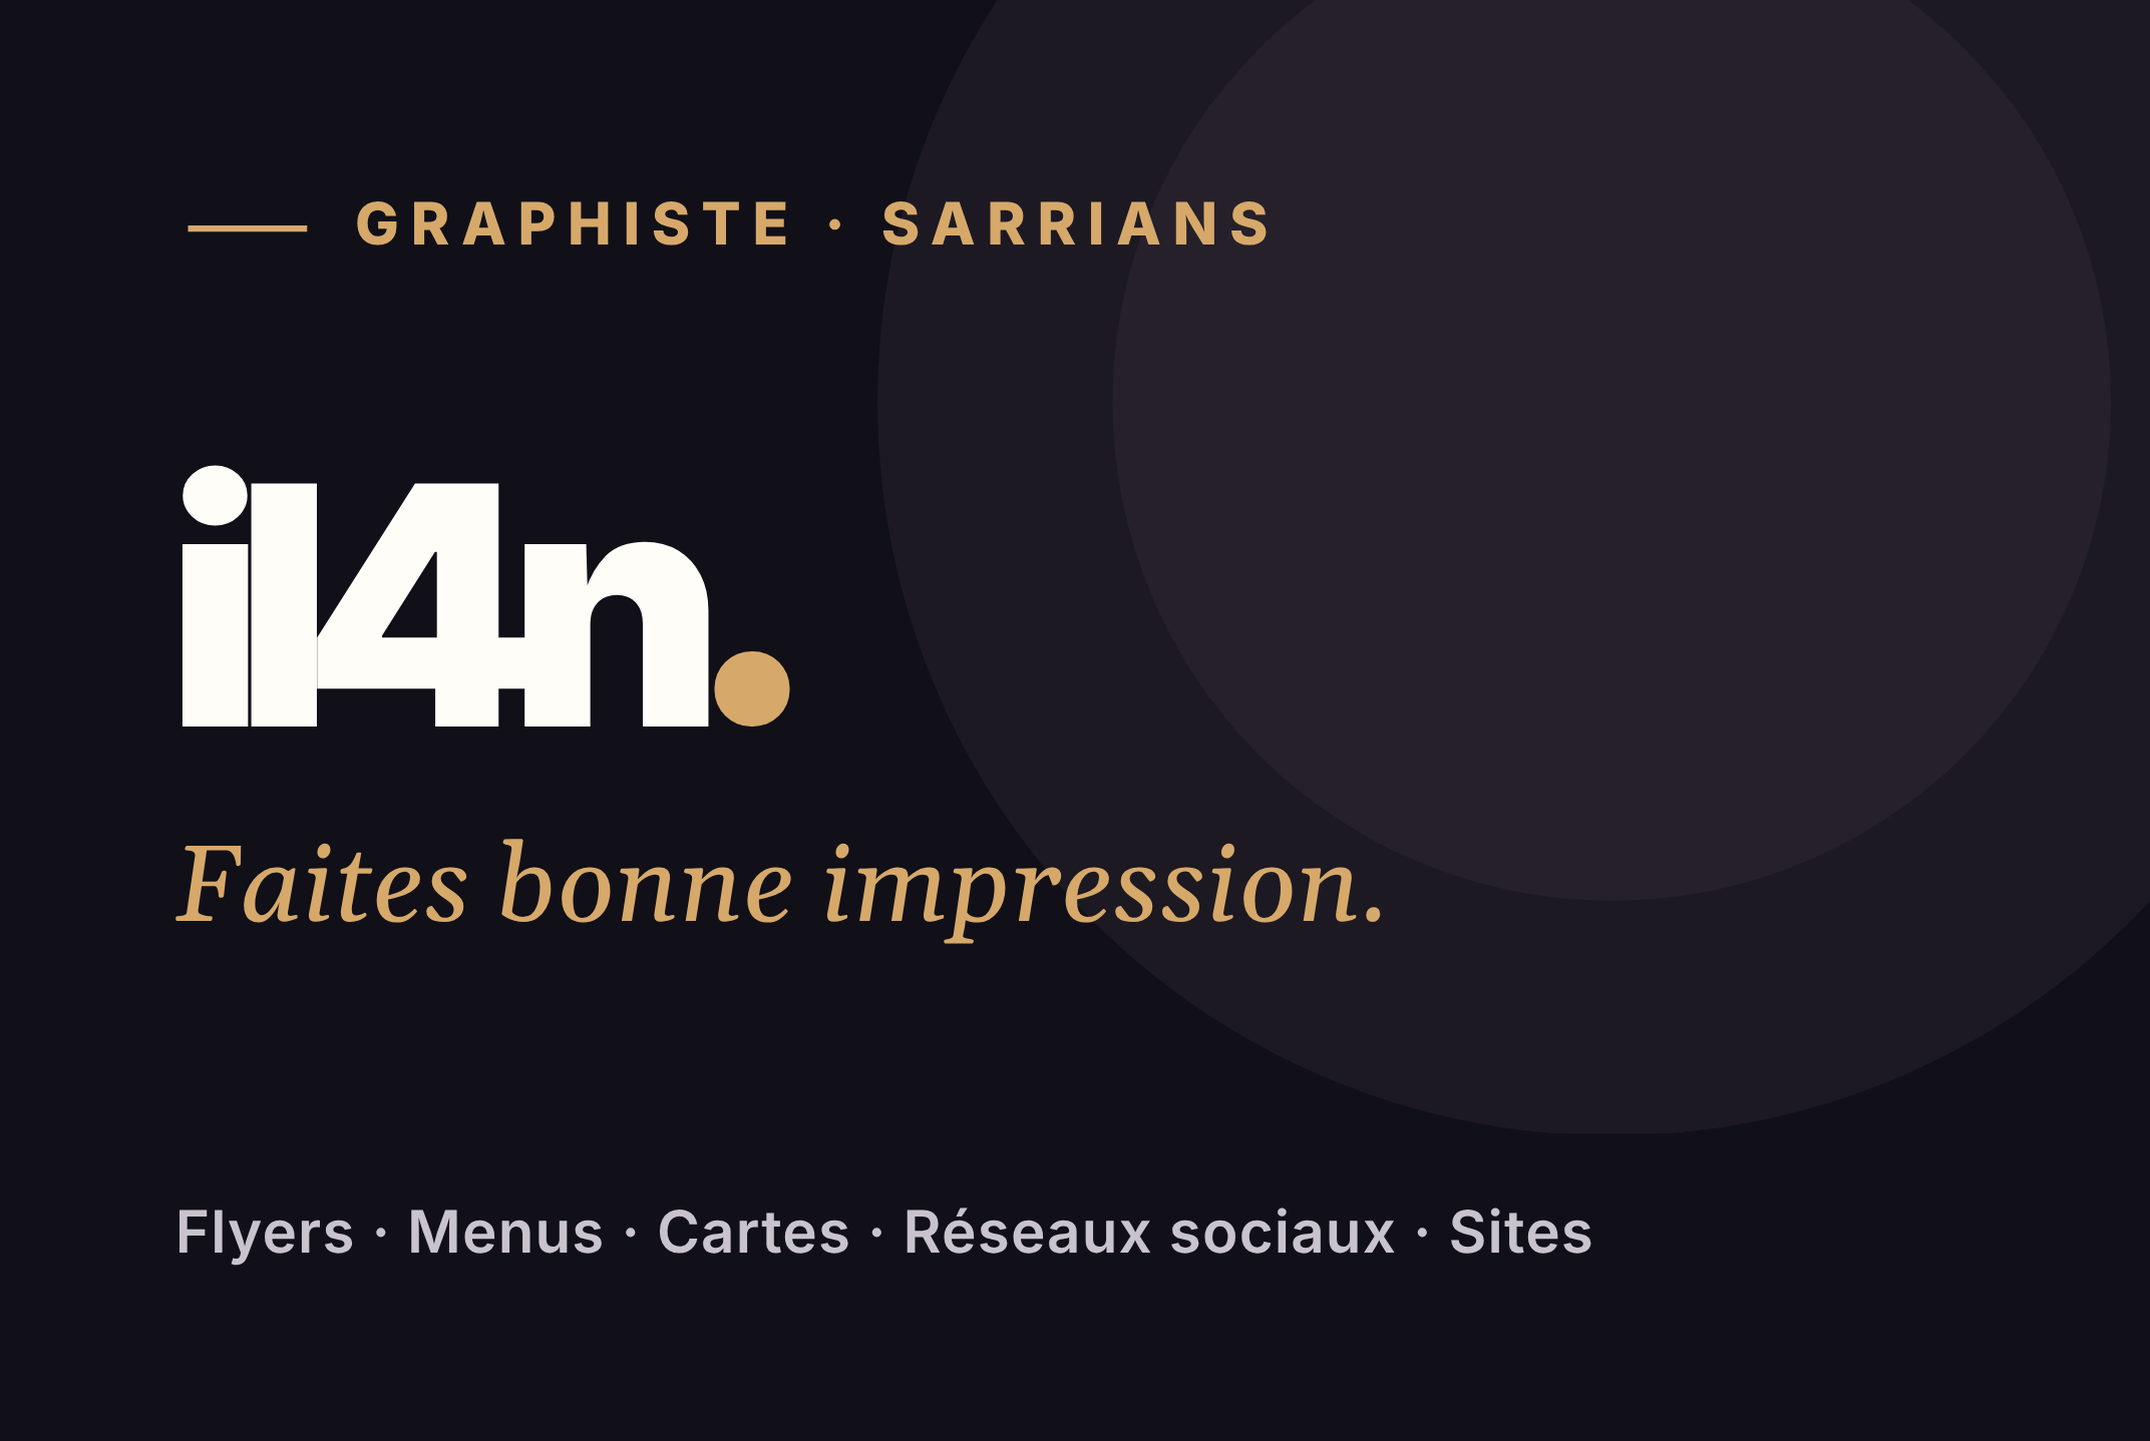 GRAPHISTE · SARRIANS
il4n.
Faites bonne impression.
Flyers · Menus · Cartes · Réseaux sociaux · Sites